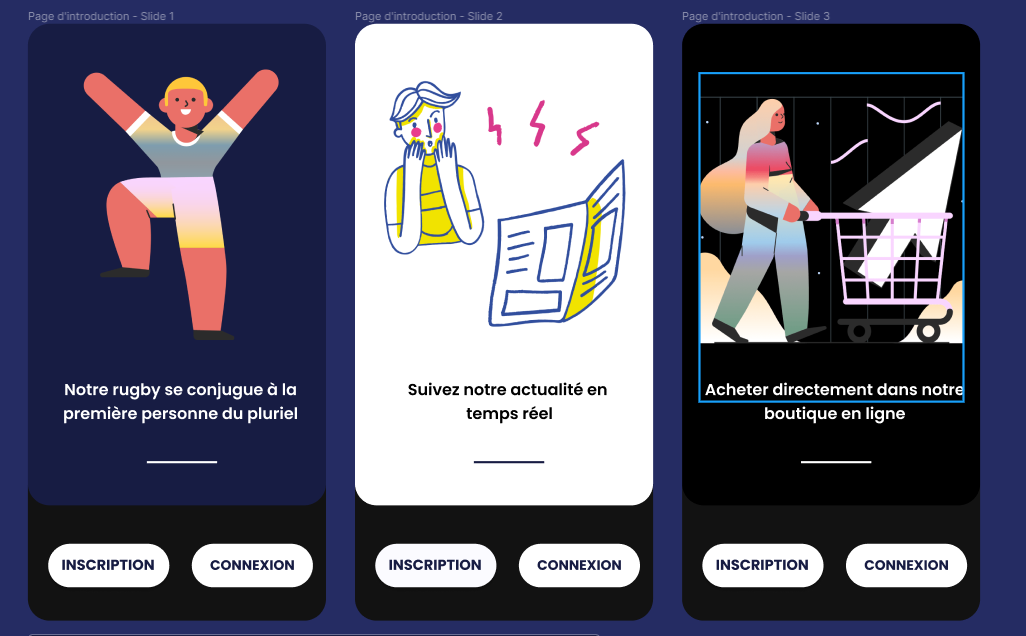 Page d'introduction - Slide 1
Notre rugby se conjugue à la
première personne du pluriel
INSCRIPTION
CONNEXION
Page d'introduction - Slide 2
Suivez notre actualité en
temps réel
INSCRIPTION
CONNEXION
Page d'introduction - Slide 3
Acheter directement dans notre
boutique en ligne
INSCRIPTION
CONNEXION